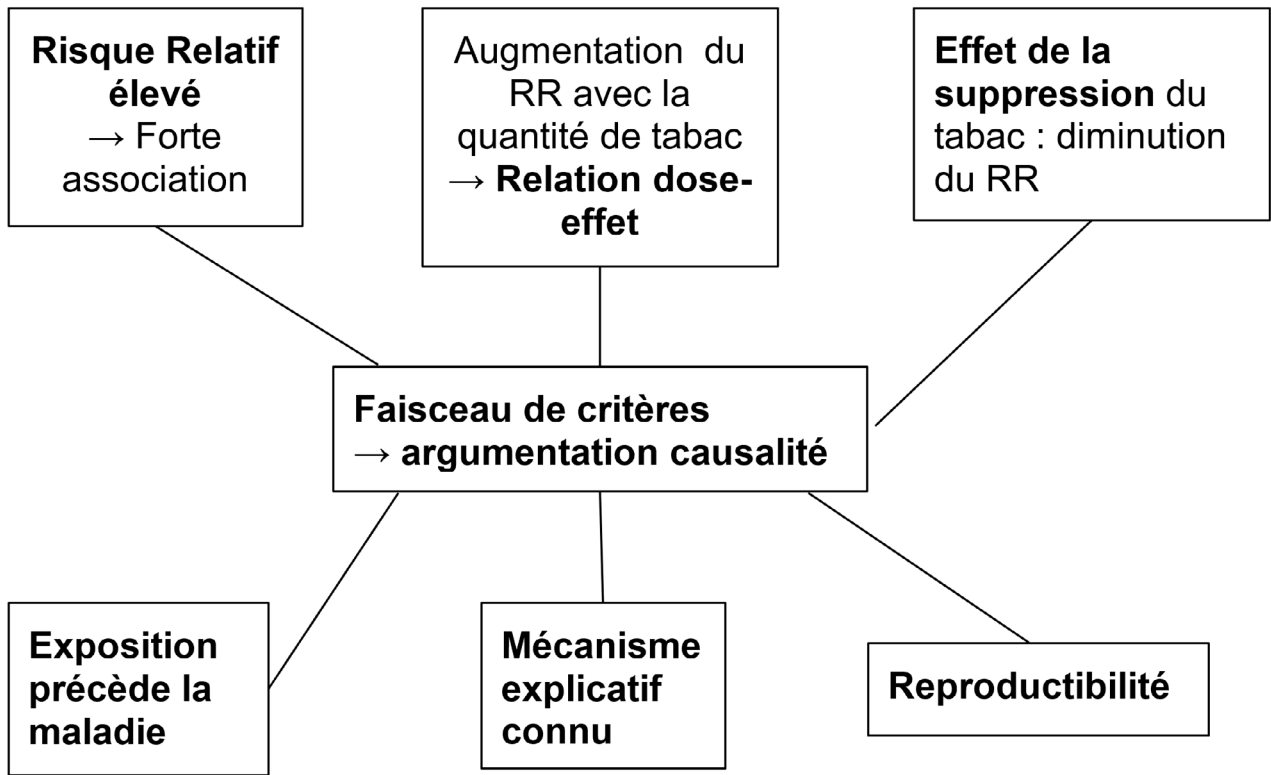 Risque Relatif
élevé
→ Forte
association
Augmentation du
RR avec la
quantité de tabac
→ Relation dose-
effet
Effet de la
suppression du
tabac : diminution
du RR
Faisceau de critères
→ argumentation causalité
Exposition
précède la
maladie
Mécanisme
explicatif
connu
Reproductibilité